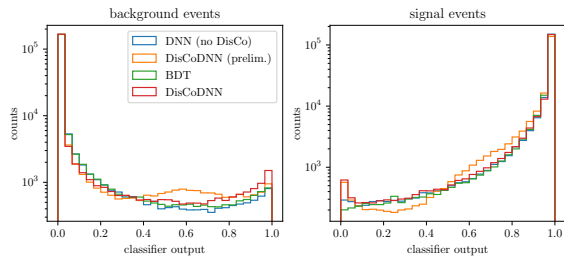 background events
signal events
DNN (no DisCo)
DisCoDNN (prelim.)
BDT
DisCoDNN
counts
10^5
10^4
10^3
0.0 0.2 0.4 0.6 0.8 1.0
classifier output
counts
10^5
10^4
10^3
0.0 0.2 0.4 0.6 0.8 1.0
classifier output